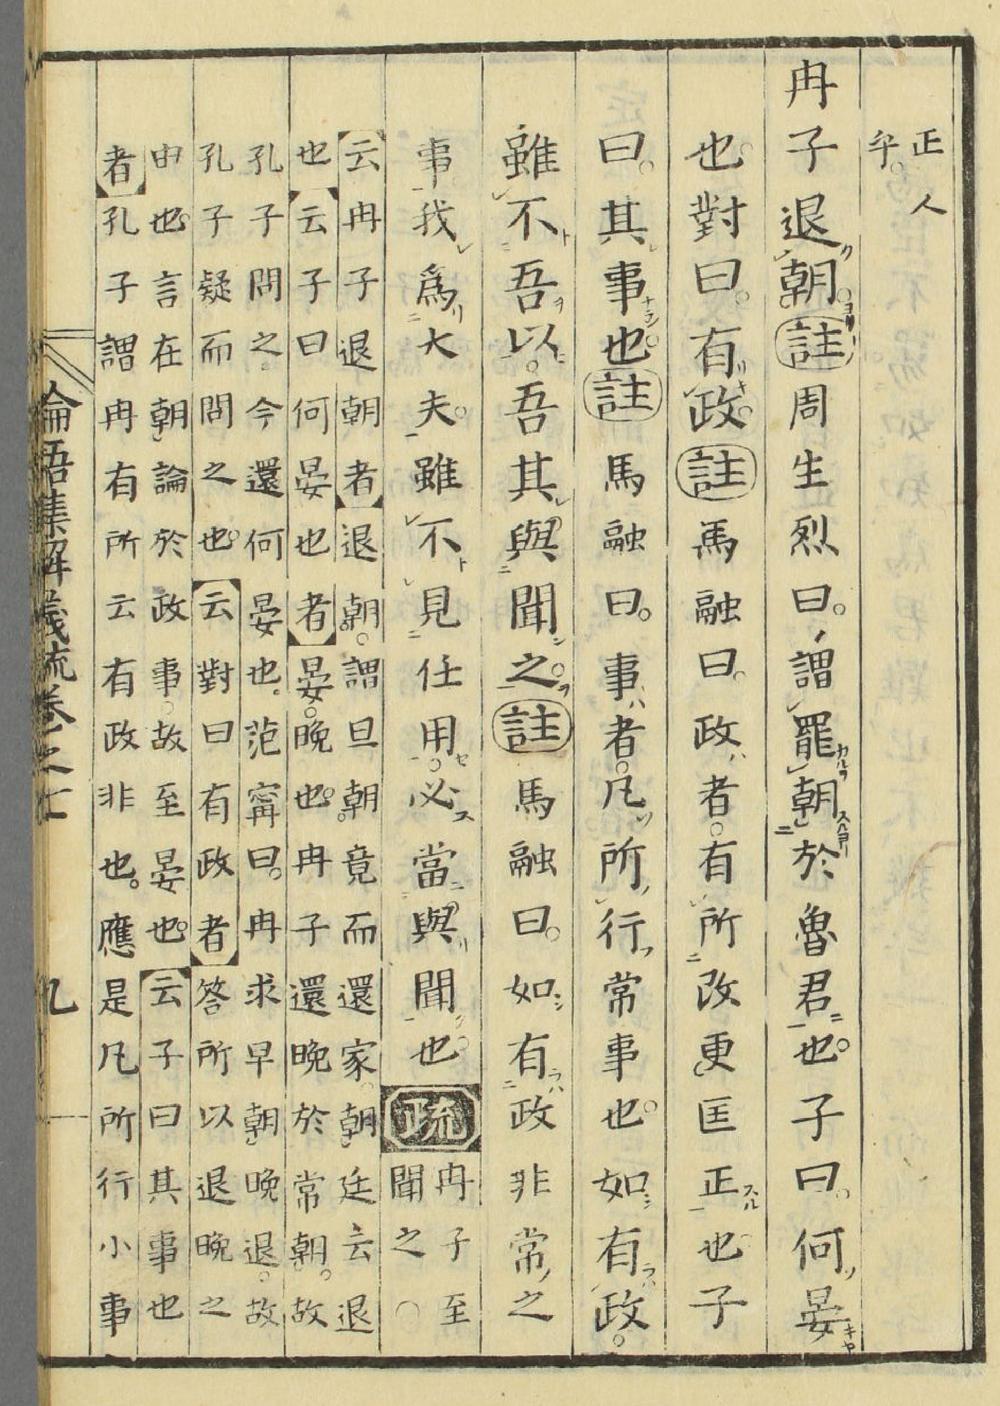 正人
乎。
冉子退朝。註周生烈曰。謂罷朝於魯君也。子曰。何晏
也對曰。有政。註馬融曰。政者。有所改更匡正也子
曰。其事也。註馬融曰。事者。凡所行常事也。如有政。
雖不吾以。吾其與聞之。註馬融曰。如有政非常之
事。我爲大夫。雖不見任用。必當與聞也。疏冉子至
聞之○
云冉子退朝者退朝。謂旦朝竟而還家。朝廷云退
也云子曰何晏也者晏。晚也。冉子還晚於常朝。故
孔子問之。今還何晏也。范寗曰。冉求早朝晚退。故
孔子疑而問之也。云對曰有政者答所以退晚之
由也。言在朝論於政事。故至晏也。云子曰其事也
者孔子謂冉有所云有政非也。應是凡所行小事
論語集解義疏卷之七
九